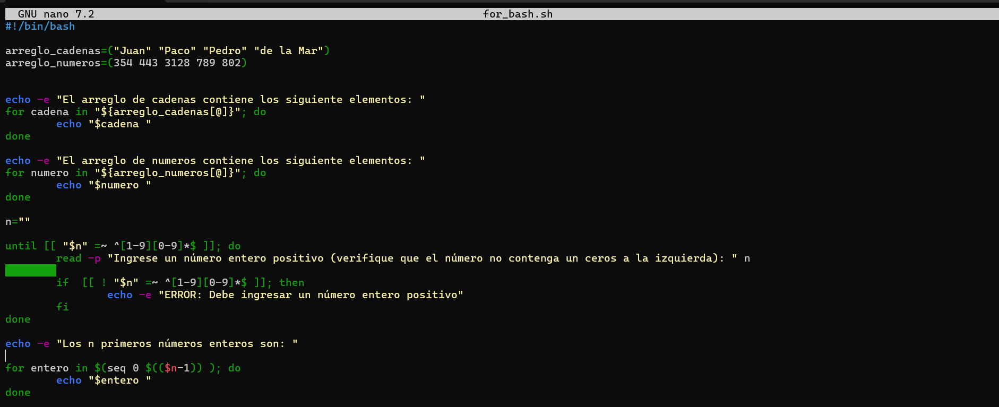 GNU nano 7.2 for_bash.sh
#!/bin/bash
arreglo_cadenas=("Juan" "Paco" "Pedro" "de la Mar")
arreglo_numeros=(354 443 3128 789 802)
echo -e "El arreglo de cadenas contiene los siguiente elementos: "
for cadena in "${arreglo_cadenas[@]}"; do
        echo "$cadena "
done
echo -e "El arreglo de numeros contiene los siguiente elementos: "
for numero in "${arreglo_numeros[@]}"; do
        echo "$numero "
done
n=""
until [[ "$n" =~ ^[1-9][0-9]*$ ]]; do
        read -p "Ingrese un número entero positivo (verifique que el número no contenga un ceros a la izquierda): " n
        if  [[ ! "$n" =~ ^[1-9][0-9]*$ ]]; then
                echo -e "ERROR: Debe ingresar un número entero positivo"
        fi
done
echo -e "Los n primeros números enteros son: "
for entero in $(seq 0 $(($n-1)) ); do
        echo "$entero "
done